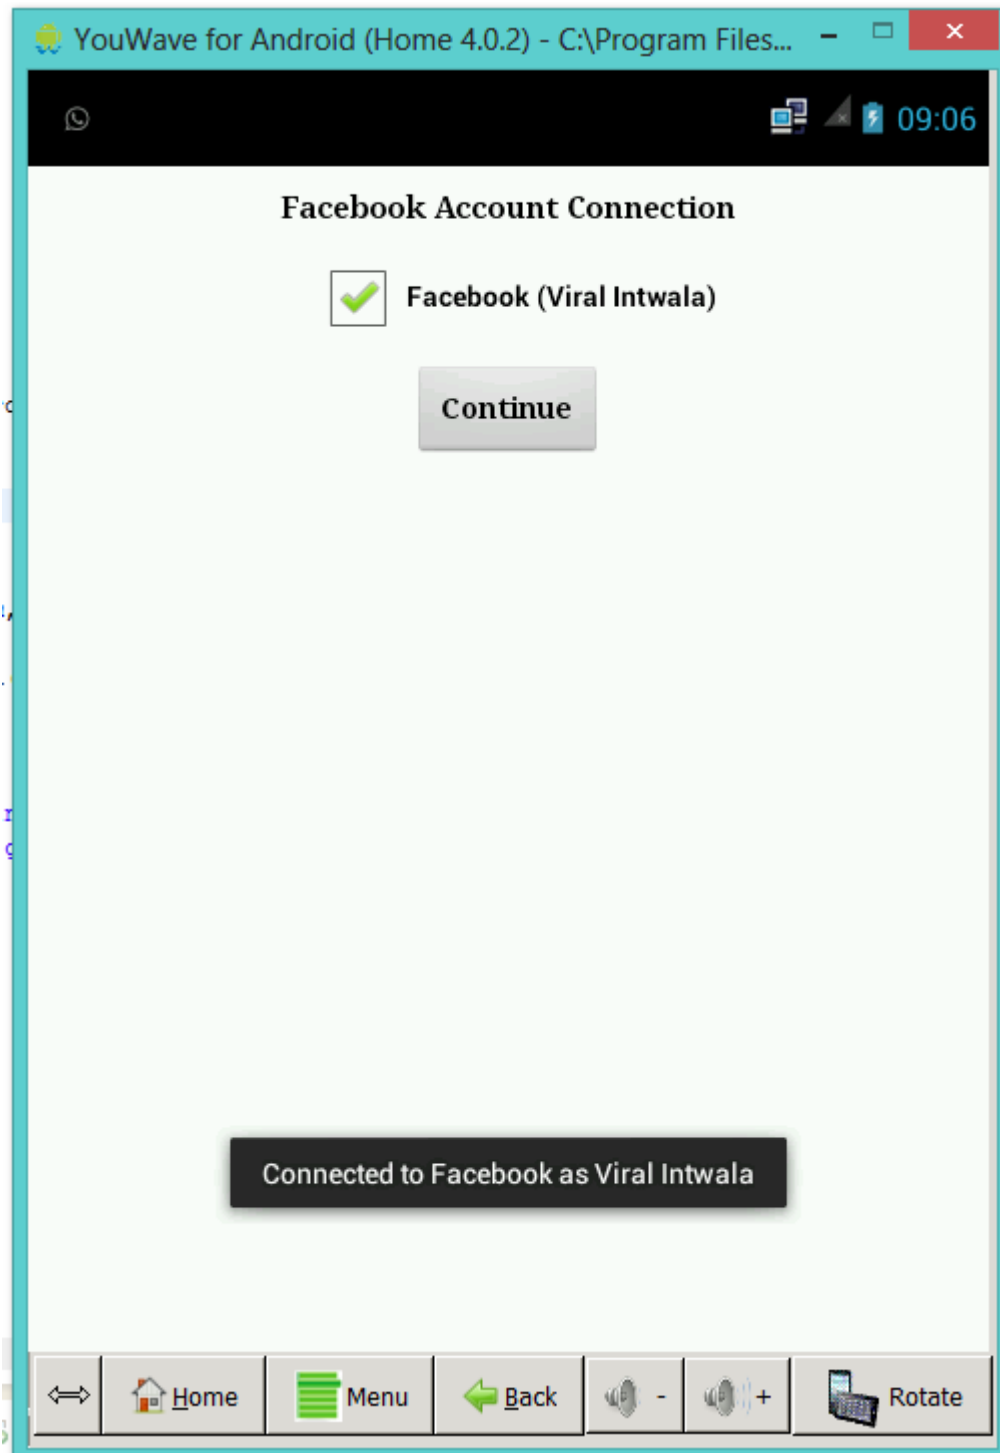 YouWave for Android (Home 4.0.2) - C:\Program Files...
09:06
Facebook Account Connection
Facebook (Viral Intwala)
Continue
Connected to Facebook as Viral Intwala
Home Menu Back - + Rotate